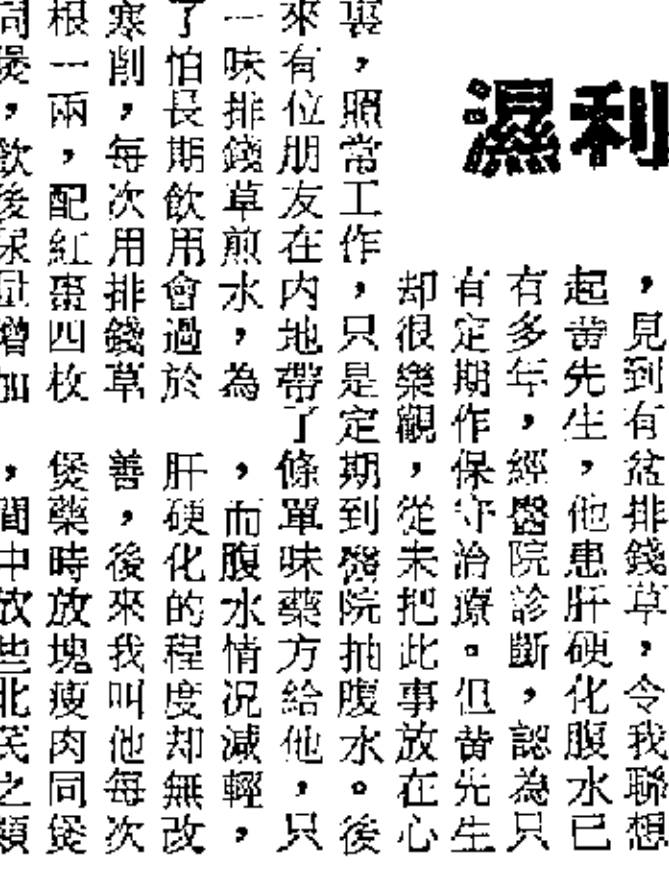 利濕
，見到有盆排錢草，令我聯想
起黃先生，他患肝硬化腹水已
有多年，經醫院診斷，認為只
有定期作保守治療。但黃先生
却很樂觀，從未把此事放在心
裏，照常工作，只是定期到醫院抽腹水。後
來有位朋友在內地帶了條單味藥方給他，只
一味排錢草煎水，為
了怕長期飲用會過於
寒削，每次用排錢草
根一兩，配紅棗四枚
同煲，飲後尿量增加
，而腹水情况減輕，
肝硬化的程度却無改
善，後來我叫他每次
煲藥時放塊瘦肉同煲
，間中放些北芪之類